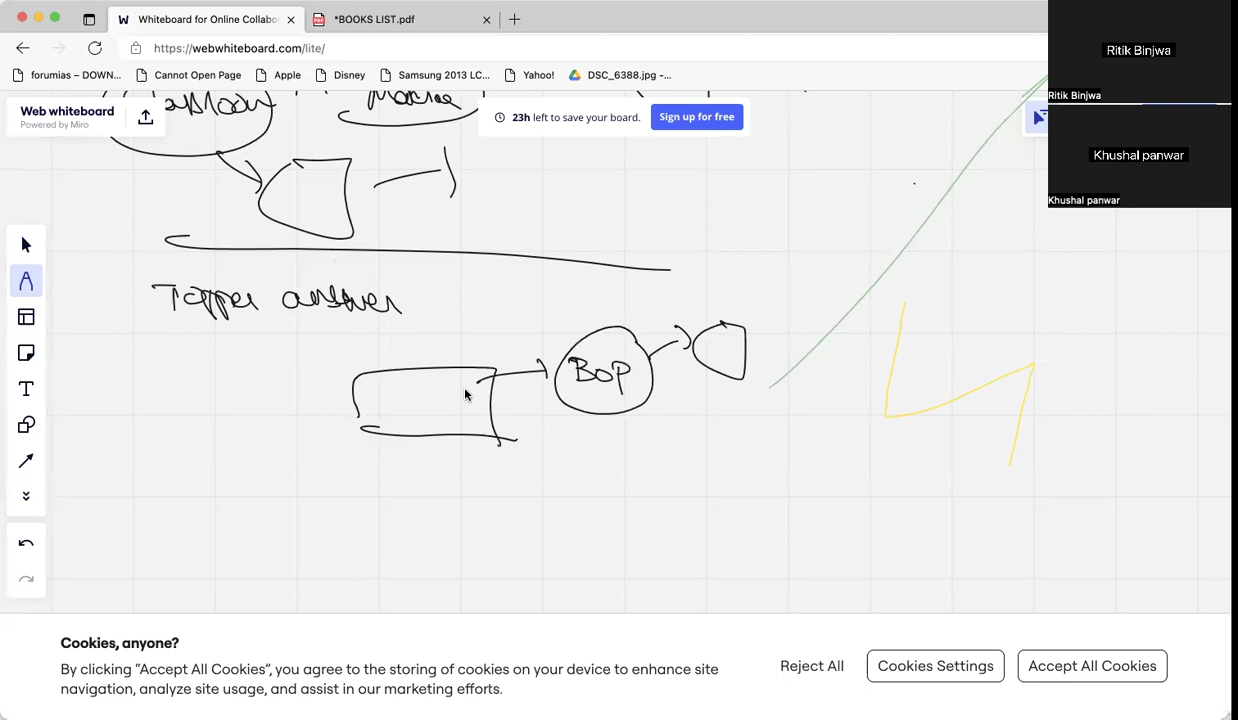 Whiteboard for Online Collabo
*BOOKS LIST.pdf
https://webwhiteboard.com/lite/
forumias – DOWN...
Cannot Open Page
Apple
Disney
Samsung 2013 LC...
Yahoo!
DSC_6388.jpg -...
Ritik Binjwa
Ritik Binjwa
Khushal panwar
Khushal panwar
Web whiteboard
Powered by Miro
23h left to save your board.
Sign up for free
Topper answer
BOP
Cookies, anyone?
By clicking “Accept All Cookies”, you agree to the storing of cookies on your device to enhance site
navigation, analyze site usage, and assist in our marketing efforts.
Reject All
Cookies Settings
Accept All Cookies